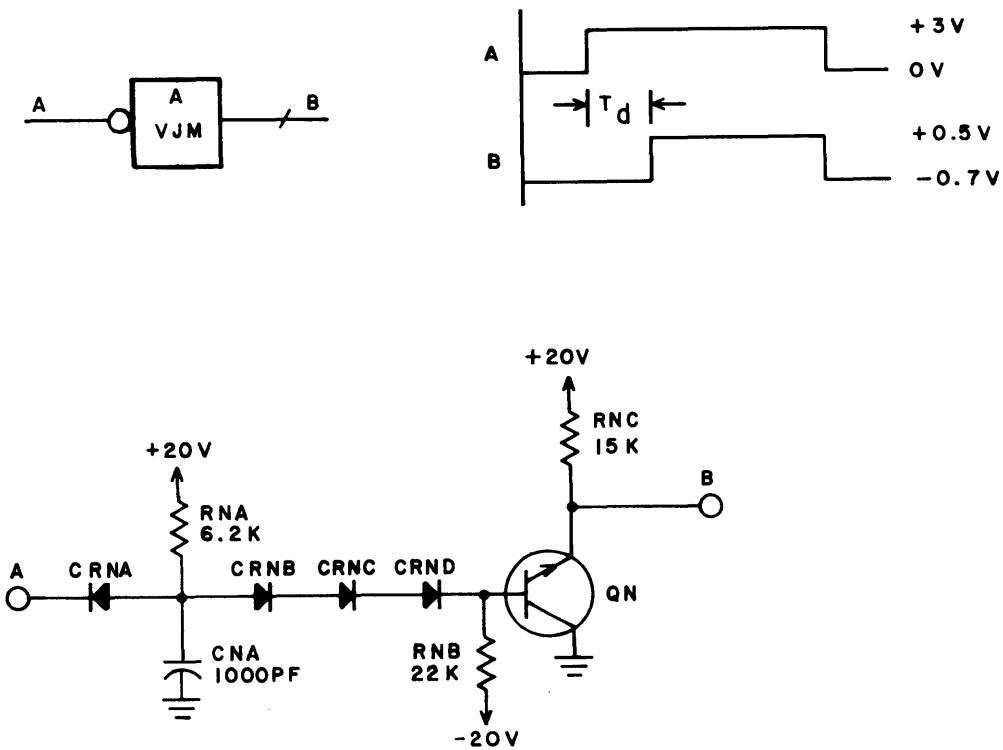 A
A
VJM
B
A
+3V
0V
Td
B
+0.5V
-0.7V
+20V
RNC
15K
B
+20V
RNA
6.2K
A
CRNA
CRNB
CRNC
CRND
QN
CNA
1000PF
RNB
22K
-20V